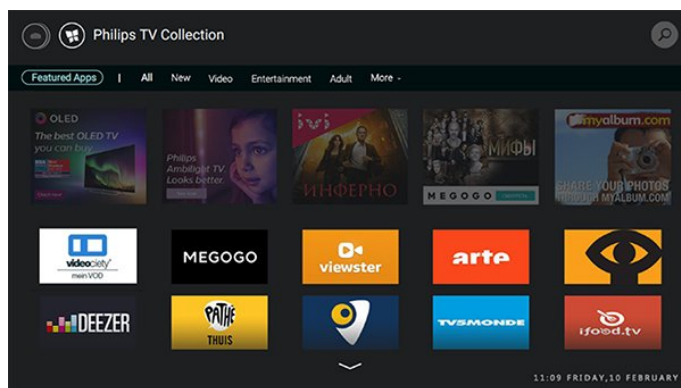 Philips TV Collection
Featured Apps | All New Video Entertainment Adult More -
OLED
The best OLED TV
you can buy
Philips
Ambilight TV
Looks better.
ivi
ИНФЕРНО
МИФЫ
MEGOGO
myalbum.com
SHARE YOUR PHOTOS
THROUGH MYALBUM.COM
videociety
mein VOD
MEGOGO
viewster
arte
DEEZER
PATHÉ
THUIS
TV5MONDE
ifood.tv
11:09 FRIDAY,10 FEBRUARY